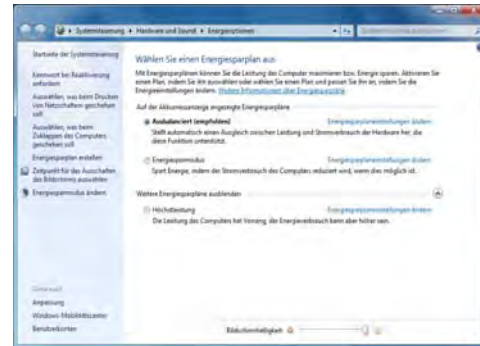 Systemsteuerung ▸ Hardware und Sound ▸ Energieoptionen
Startseite der Systemsteuerung
Kennwort bei Reaktivierung
anfordern
Auswählen, was beim Drücken
von Netzschaltern geschehen
soll
Auswählen, was beim
Zuklappen des Computers
geschehen soll
Energiesparplan erstellen
Zeitpunkt für das Ausschalten
des Bildschirms auswählen
Energiesparmodus ändern
Anpassung
Windows-Mobilitätscenter
Benutzerkonten
Wählen Sie einen Energiesparplan aus
Mit Energiesparplänen können Sie die Leistung des Computer maximieren bzw. Energie sparen. Aktivieren Sie
einen Plan, indem Sie ihn auswählen oder wählen Sie einen Plan und passen Sie ihn an, indem Sie die
Energieeinstellungen ändern. Weitere Informationen über Energiesparpläne
Auf der Akkumessanzeige angezeigte Energiesparpläne
Ausbalanciert (empfohlen) Energiesparplaneinstellungen ändern
Stellt automatisch einen Ausgleich zwischen Leistung und Stromverbrauch der Hardware her, die
diese Funktion unterstützt.
Energiesparmodus Energiesparplaneinstellungen ändern
Spart Energie, indem der Stromverbrauch des Computers reduziert wird, wenn dies möglich ist.
Weitere Energiesparpläne ausblenden
Höchstleistung Energiesparplaneinstellungen ändern
Die Leistung des Computers hat Vorrang, der Energieverbrauch kann aber höher sein.
Bildschirmhelligkeit